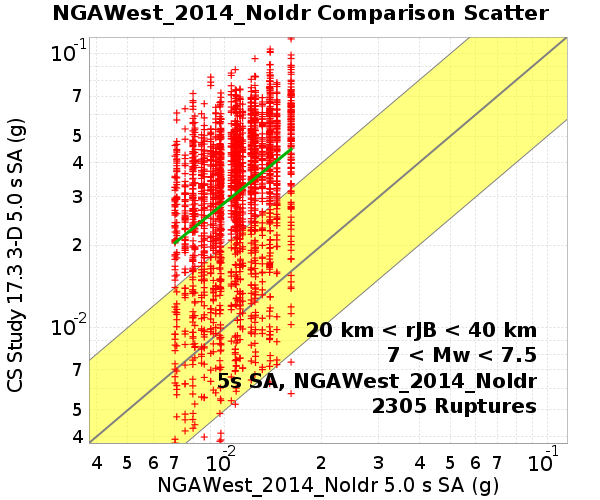 NGAWest_2014_NoIdr Comparison Scatter
CS Study 17.3 3-D 5.0 s SA (g)
10⁻¹
7
5
4
3
2
10⁻²
7
5
4
20 km < rJB < 40 km
7 < Mw < 7.5
5s SA, NGAWest_2014_NoIdr
2305 Ruptures
4 5 6 7 10⁻² 2 3 4 5 6 7 10⁻¹
NGAWest_2014_NoIdr 5.0 s SA (g)